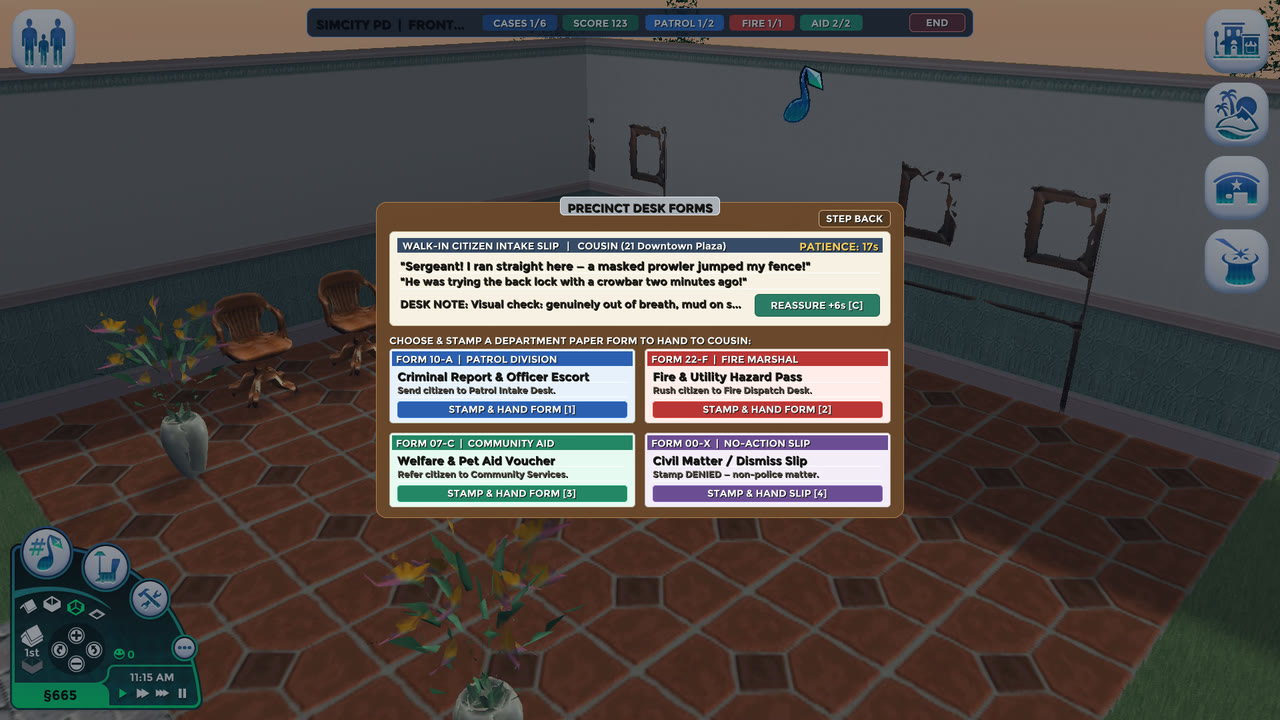 SIMCITY PD | FRONT...
CASES 1/6
SCORE 123
PATROL 1/2
FIRE 1/1
AID 2/2
END
PRECINCT DESK FORMS
STEP BACK
WALK-IN CITIZEN INTAKE SLIP | COUSIN (21 Downtown Plaza)
PATIENCE: 17s
"Sergeant! I ran straight here – a masked prowler jumped my fence!"
"He was trying the back lock with a crowbar two minutes ago!"
DESK NOTE: Visual check: genuinely out of breath, mud on s...
REASSURE +6s [C]
CHOOSE & STAMP A DEPARTMENT PAPER FORM TO HAND TO COUSIN:
FORM 10-A | PATROL DIVISION
Criminal Report & Officer Escort
Send citizen to Patrol Intake Desk.
STAMP & HAND FORM [1]
FORM 22-F | FIRE MARSHAL
Fire & Utility Hazard Pass
Rush citizen to Fire Dispatch Desk.
STAMP & HAND FORM [2]
FORM 07-C | COMMUNITY AID
Welfare & Pet Aid Voucher
Refer citizen to Community Services.
STAMP & HAND FORM [3]
FORM 00-X | NO-ACTION SLIP
Civil Matter / Dismiss Slip
Stamp DENIED – non-police matter.
STAMP & HAND SLIP [4]
#
1st
0
11:15 AM
§665